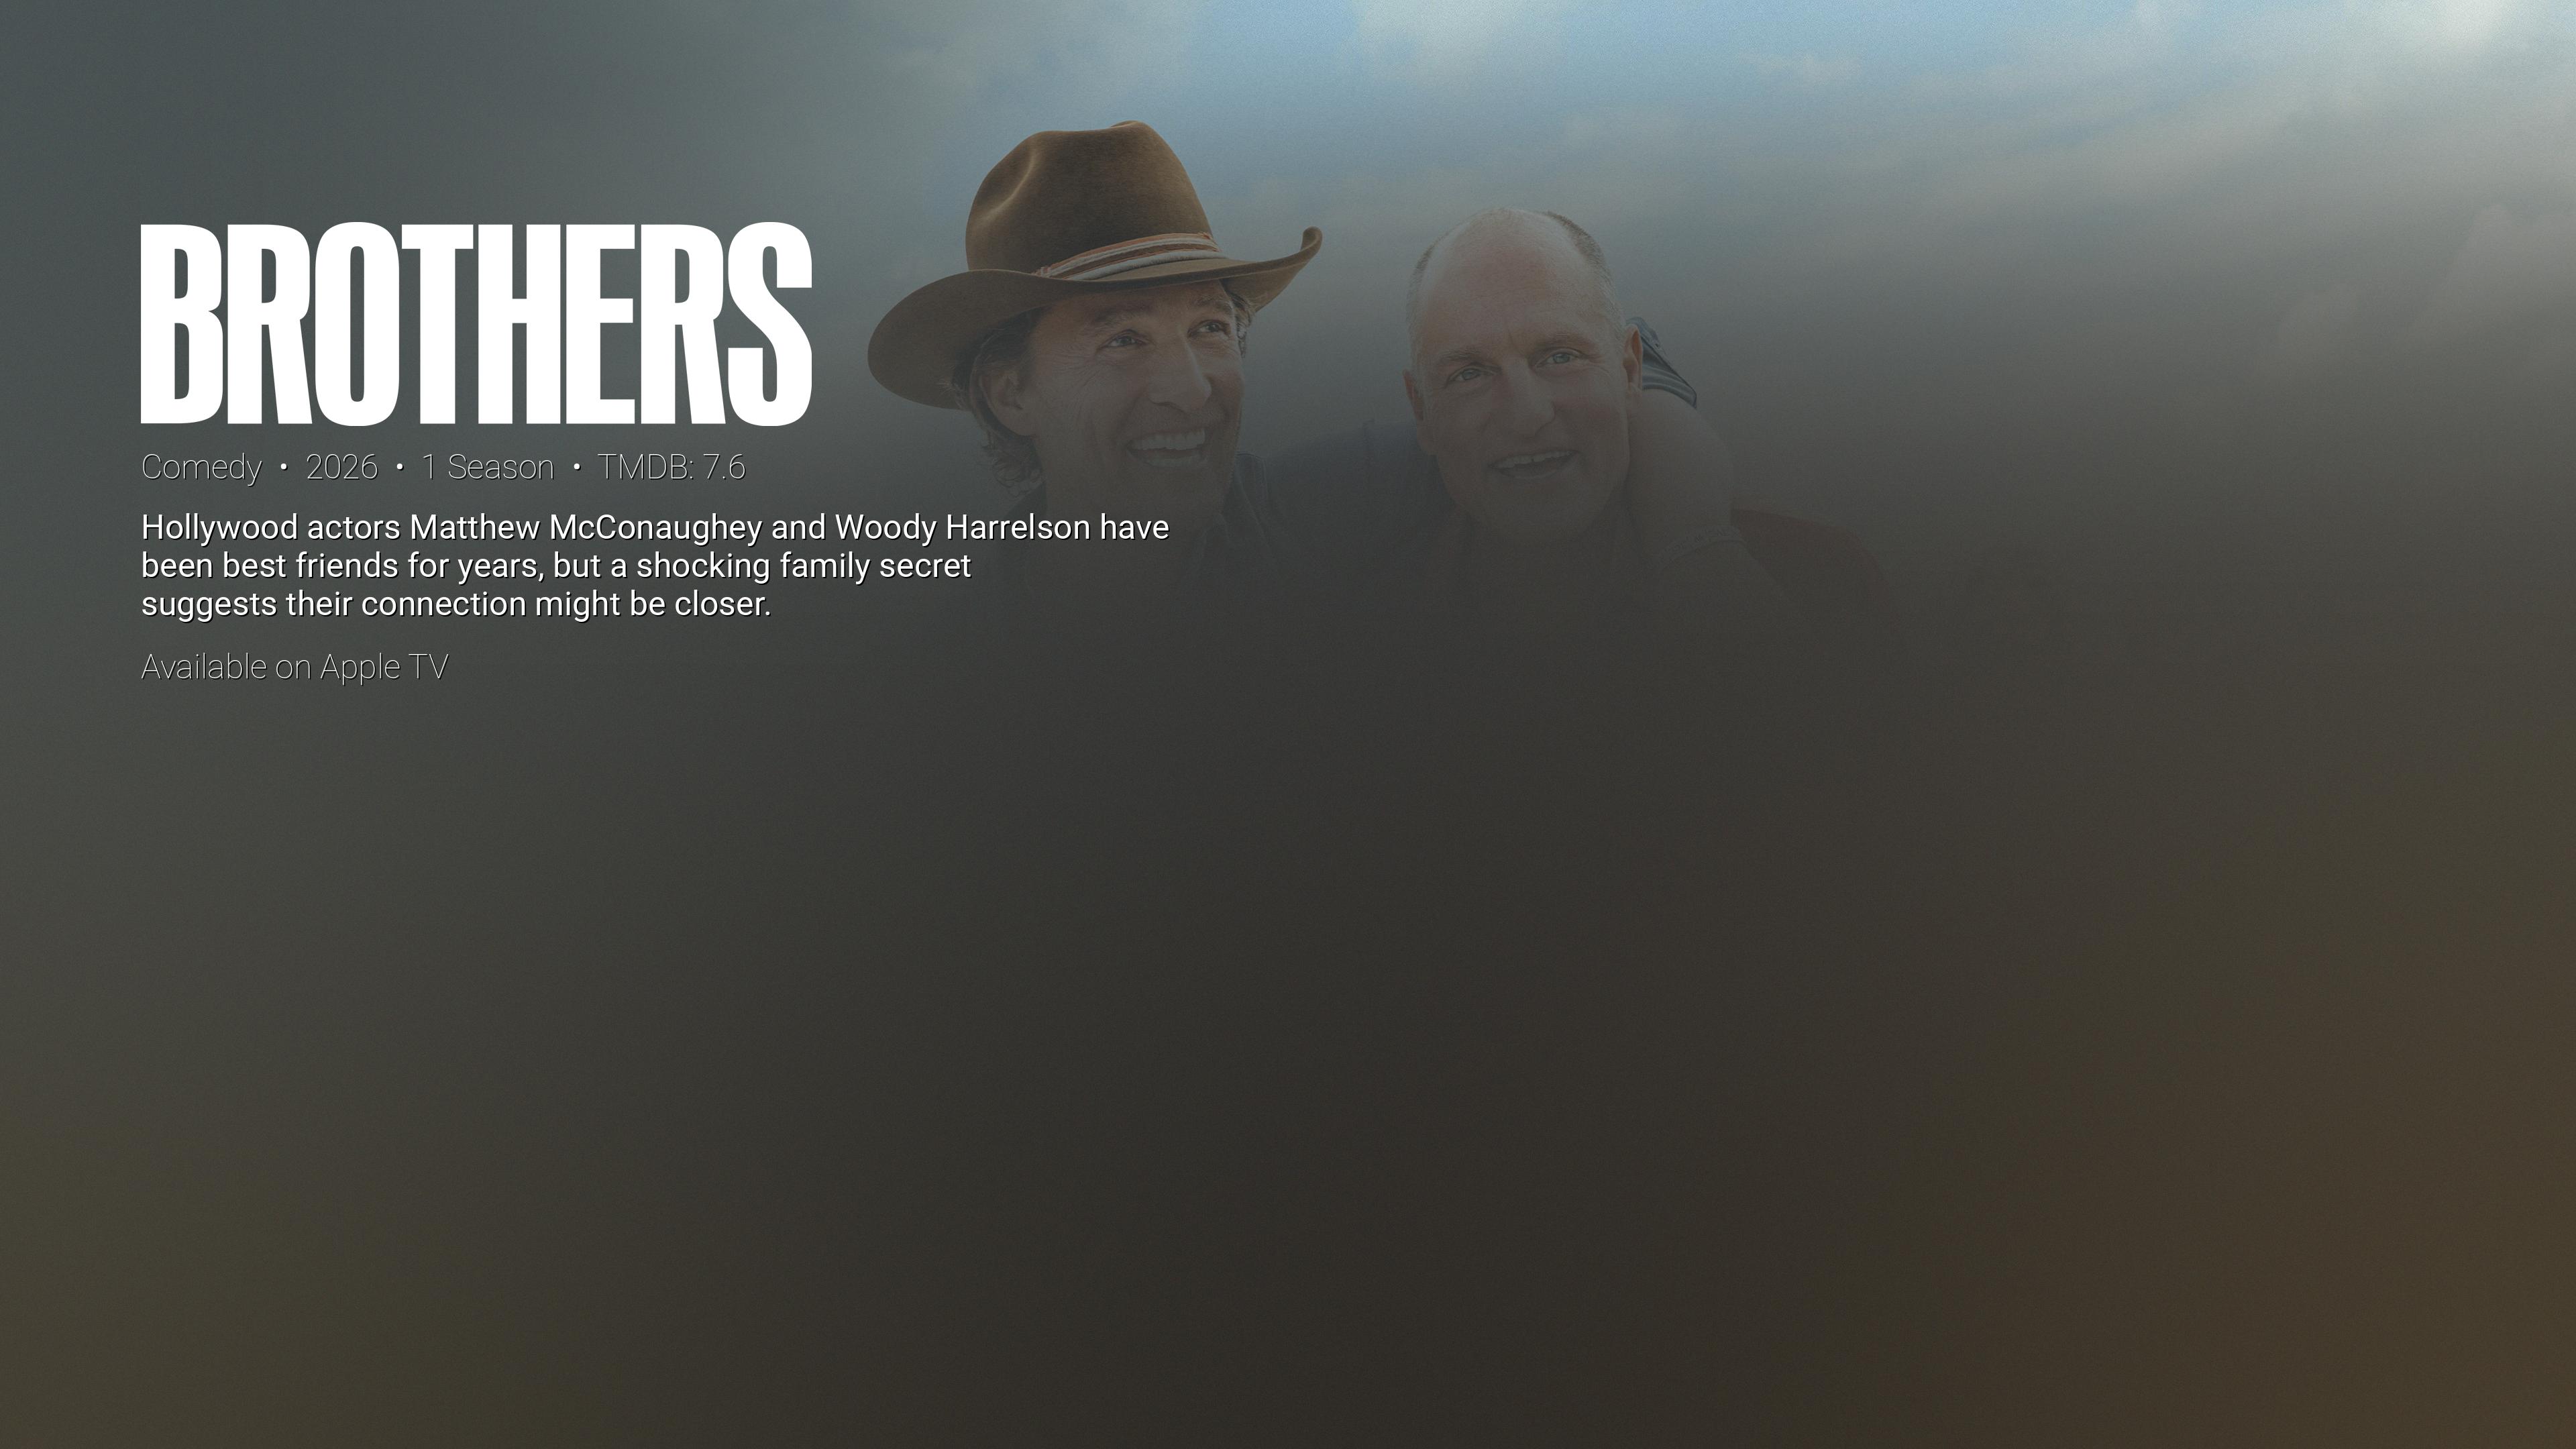 BROTHERS
Comedy • 2026 • 1 Season • TMDB: 7.6
Hollywood actors Matthew McConaughey and Woody Harrelson have
been best friends for years, but a shocking family secret
suggests their connection might be closer.
Available on Apple TV